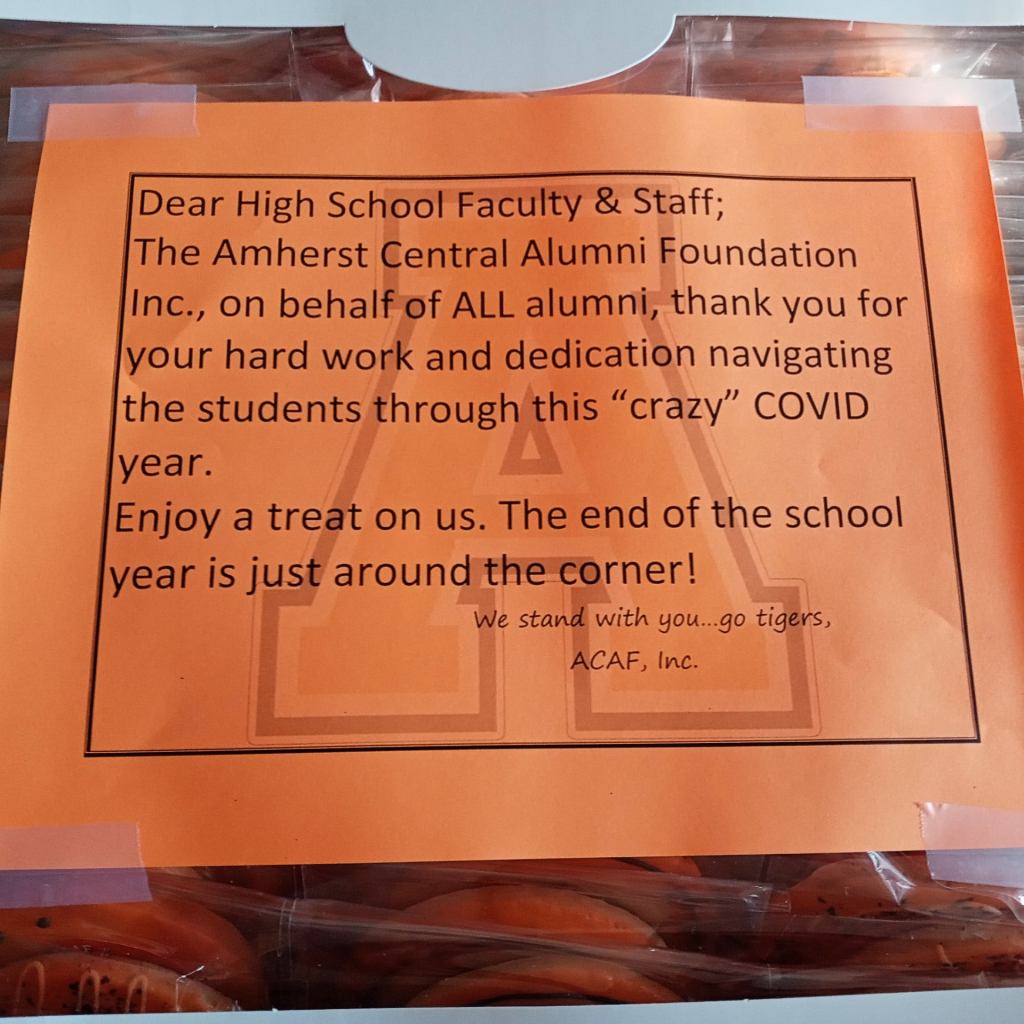 Dear High School Faculty & Staff;
The Amherst Central Alumni Foundation
Inc., on behalf of ALL alumni, thank you for
your hard work and dedication navigating
the students through this “crazy” COVID
year.
Enjoy a treat on us. The end of the school
year is just around the corner!
We stand with you...go tigers,
ACAF, Inc.
A